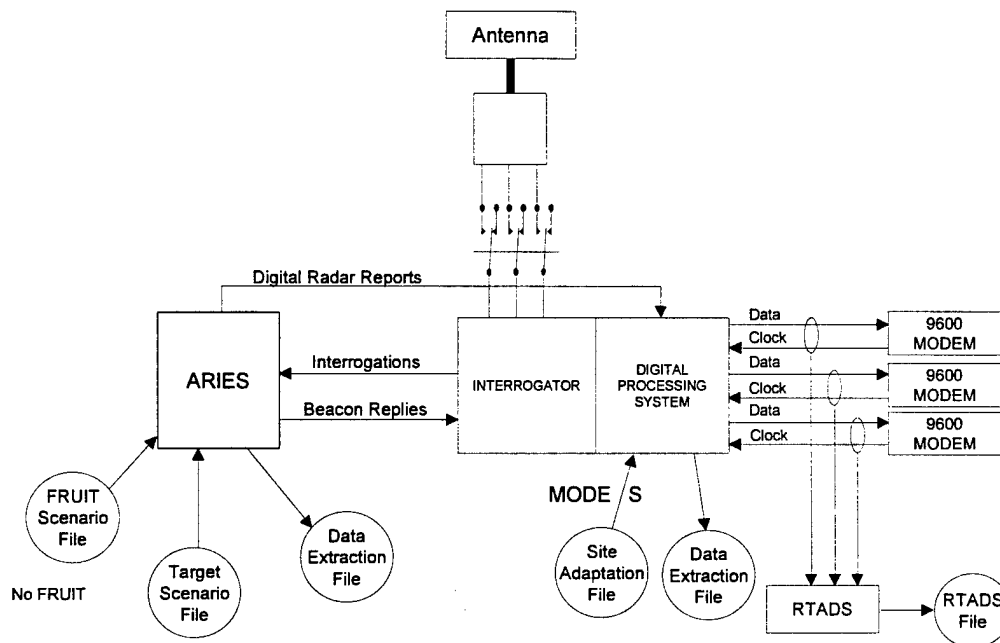 Antenna
Digital Radar Reports
ARIES
Interrogations
Beacon Replies
INTERROGATOR
DIGITAL
PROCESSING
SYSTEM
Data
Clock
Data
Clock
Data
Clock
9600
MODEM
9600
MODEM
9600
MODEM
MODE S
FRUIT
Scenario
File
No FRUIT
Target
Scenario
File
Data
Extraction
File
Site
Adaptation
File
Data
Extraction
File
RTADS
RTADS
File